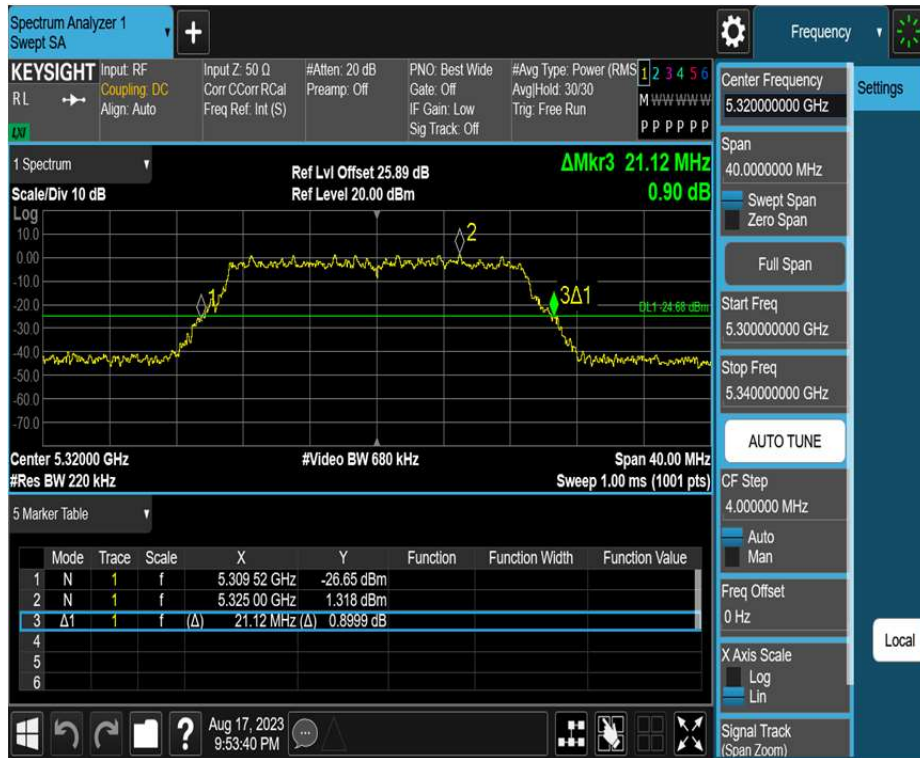 Spectrum Analyzer 1
Swept SA
+
Frequency
KEYSIGHT
RL
LXI
Input: RF
Coupling: DC
Align: Auto
Input Z: 50 Ω
Corr CCorr RCal
Freq Ref: Int (S)
#Atten: 20 dB
Preamp: Off
PNO: Best Wide
Gate: Off
IF Gain: Low
Sig Track: Off
#Avg Type: Power (RMS
Avg|Hold: 30/30
Trig: Free Run
1 2 3 4 5 6
M W W W W W
P P P P P P
1 Spectrum
Scale/Div 10 dB
Ref Lvl Offset 25.89 dB
Ref Level 20.00 dBm
ΔMkr3 21.12 MHz
0.90 dB
Log
10.0
0.00
-10.0
-20.0
-30.0
-40.0
-50.0
-60.0
-70.0
1
2
3Δ1
DL1 -24.68 dBm
Center 5.32000 GHz
#Res BW 220 kHz
#Video BW 680 kHz
Span 40.00 MHz
Sweep 1.00 ms (1001 pts)
5 Marker Table
Mode Trace Scale X Y Function Function Width Function Value
1 N 1 f 5.309 52 GHz -26.65 dBm
2 N 1 f 5.325 00 GHz 1.318 dBm
3 Δ1 1 f (Δ) 21.12 MHz (Δ) 0.8999 dB
4
5
6
?
Aug 17, 2023
9:53:40 PM
Center Frequency
5.320000000 GHz
Span
40.0000000 MHz
Swept Span
Zero Span
Full Span
Start Freq
5.300000000 GHz
Stop Freq
5.340000000 GHz
AUTO TUNE
CF Step
4.000000 MHz
Auto
Man
Freq Offset
0 Hz
X Axis Scale
Log
Lin
Signal Track
(Span Zoom)
Settings
Local